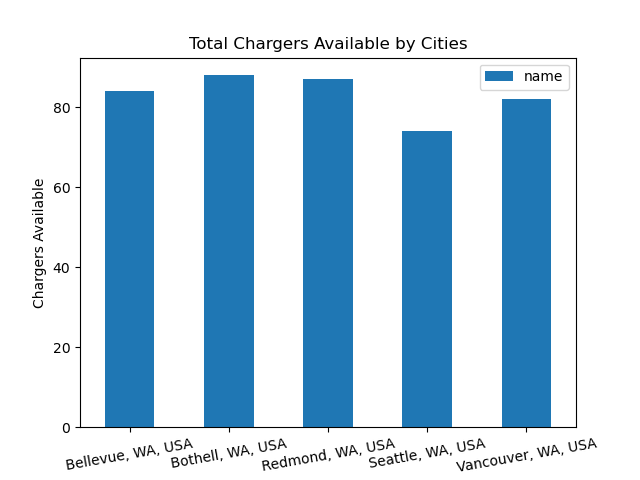 Total Chargers Available by Cities
name
Chargers Available
80
60
40
20
0
Bellevue, WA, USA
Bothell, WA, USA
Redmond, WA, USA
Seattle, WA, USA
Vancouver, WA, USA